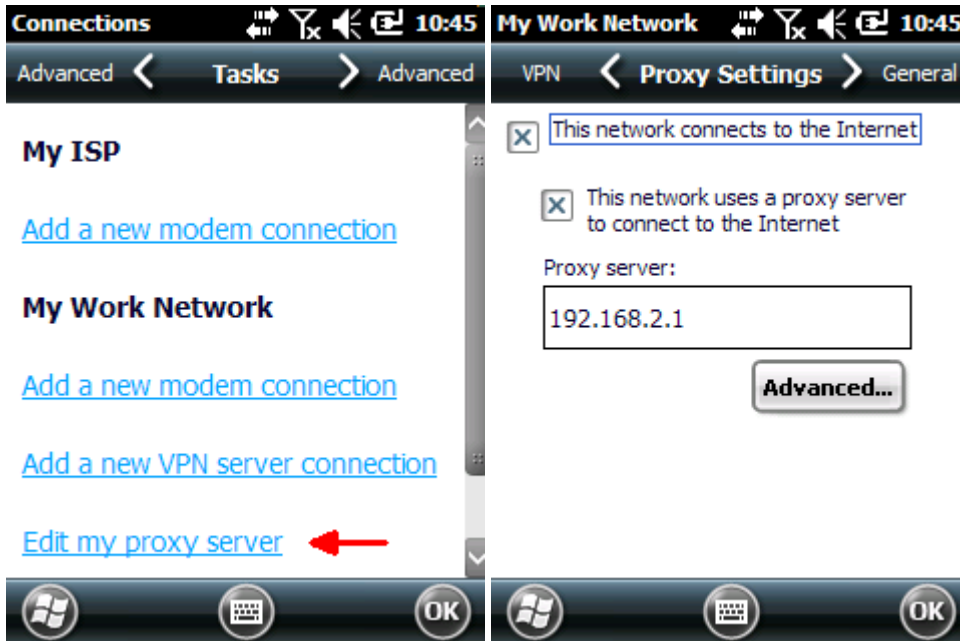 Connections 10:45
Advanced Tasks Advanced
My ISP
Add a new modem connection
My Work Network
Add a new modem connection
Add a new VPN server connection
Edit my proxy server
OK
My Work Network 10:45
VPN Proxy Settings General
This network connects to the Internet
This network uses a proxy server
to connect to the Internet
Proxy server:
192.168.2.1
Advanced...
OK